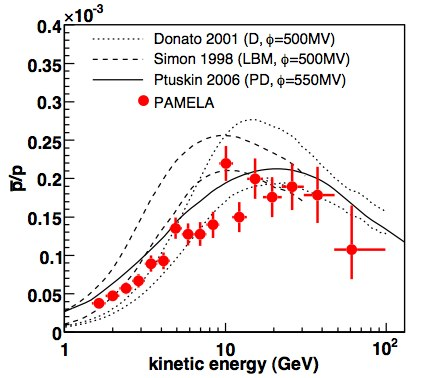 ×10⁻³
0.4
Donato 2001 (D, ϕ=500MV)
0.35
Simon 1998 (LBM, ϕ=500MV)
Ptuskin 2006 (PD, ϕ=550MV)
0.3
PAMELA
0.25
p̅/p
0.2
0.15
0.1
0.05
0
1
10
10²
kinetic energy (GeV)